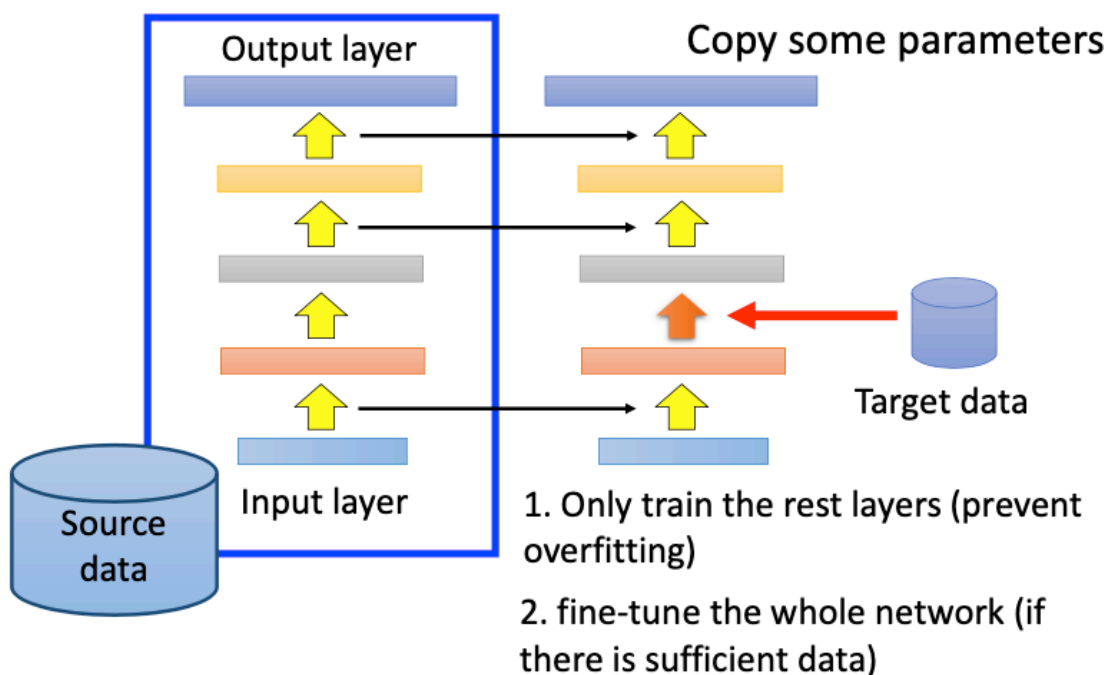 Output layer
Copy some parameters
Target data
Input layer
Source
data
1. Only train the rest layers (prevent
overfitting)
2. fine-tune the whole network (if
there is sufficient data)